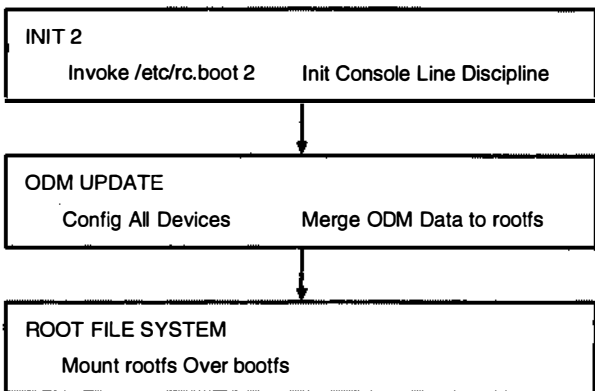 INIT 2
Invoke /etc/rc.boot 2 Init Console Line Discipline
ODM UPDATE
Config All Devices Merge ODM Data to rootfs
ROOT FILE SYSTEM
Mount rootfs Over bootfs